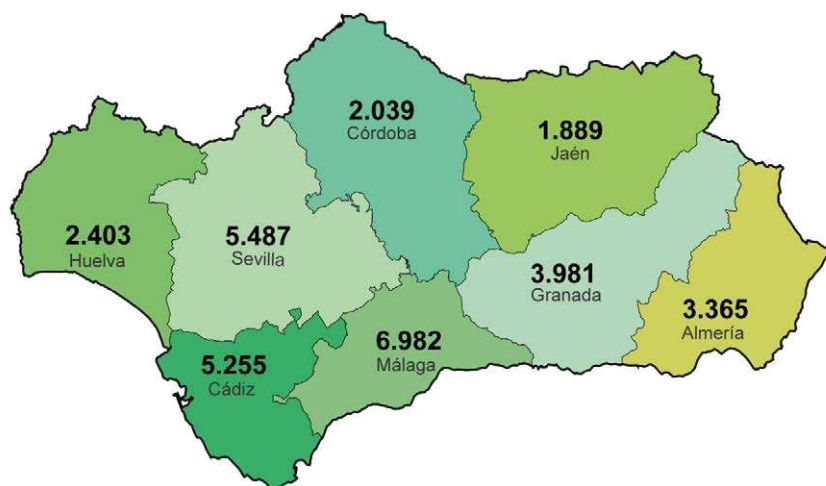 2.039
Córdoba
1.889
Jaén
2.403
Huelva
5.487
Sevilla
3.981
Granada
3.365
Almería
5.255
Cádiz
6.982
Málaga